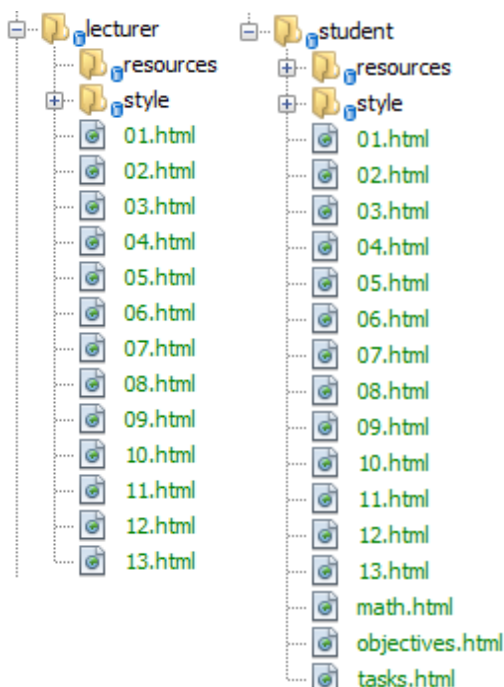 lecturer
resources
style
01.html
02.html
03.html
04.html
05.html
06.html
07.html
08.html
09.html
10.html
11.html
12.html
13.html
student
resources
style
01.html
02.html
03.html
04.html
05.html
06.html
07.html
08.html
09.html
10.html
11.html
12.html
13.html
math.html
objectives.html
tasks.html